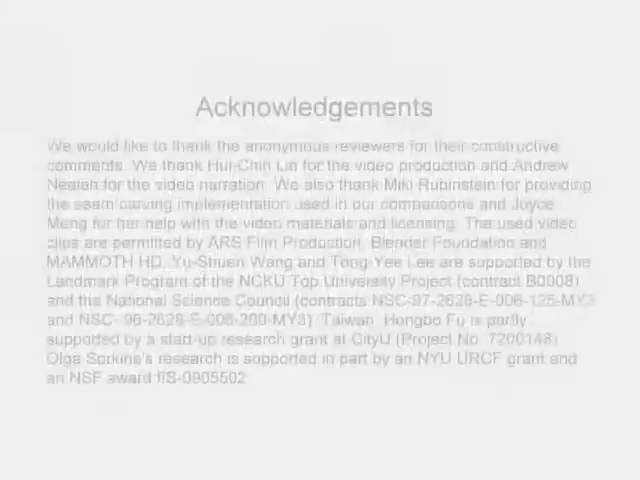 Acknowledgements
We would like to thank the anonymous reviewers for their constructive
comments. We thank Hui-Chih Lin for the video production and Andrew
Nealen for the video narration. We also thank Miki Rubinstein for providing
the seam carving implementation used in our comparisons and Joyce
Meng for her help with the video materials and licensing. The used video
clips are permitted by ARS Film Production, Blender Foundation and
MAMMOTH HD. Yu-Shuen Wang and Tong-Yee Lee are supported by the
Landmark Program of the NCKU Top University Project (contract B0008)
and the National Science Council (contracts NSC-97-2628-E-006-125-MY3
and NSC- 96-2628-E-006-200-MY3), Taiwan. Hongbo Fu is partly
supported by a start-up research grant at CityU (Project No. 7200148).
Olga Sorkine's research is supported in part by an NYU URCF grant and
an NSF award IIS-0905502.